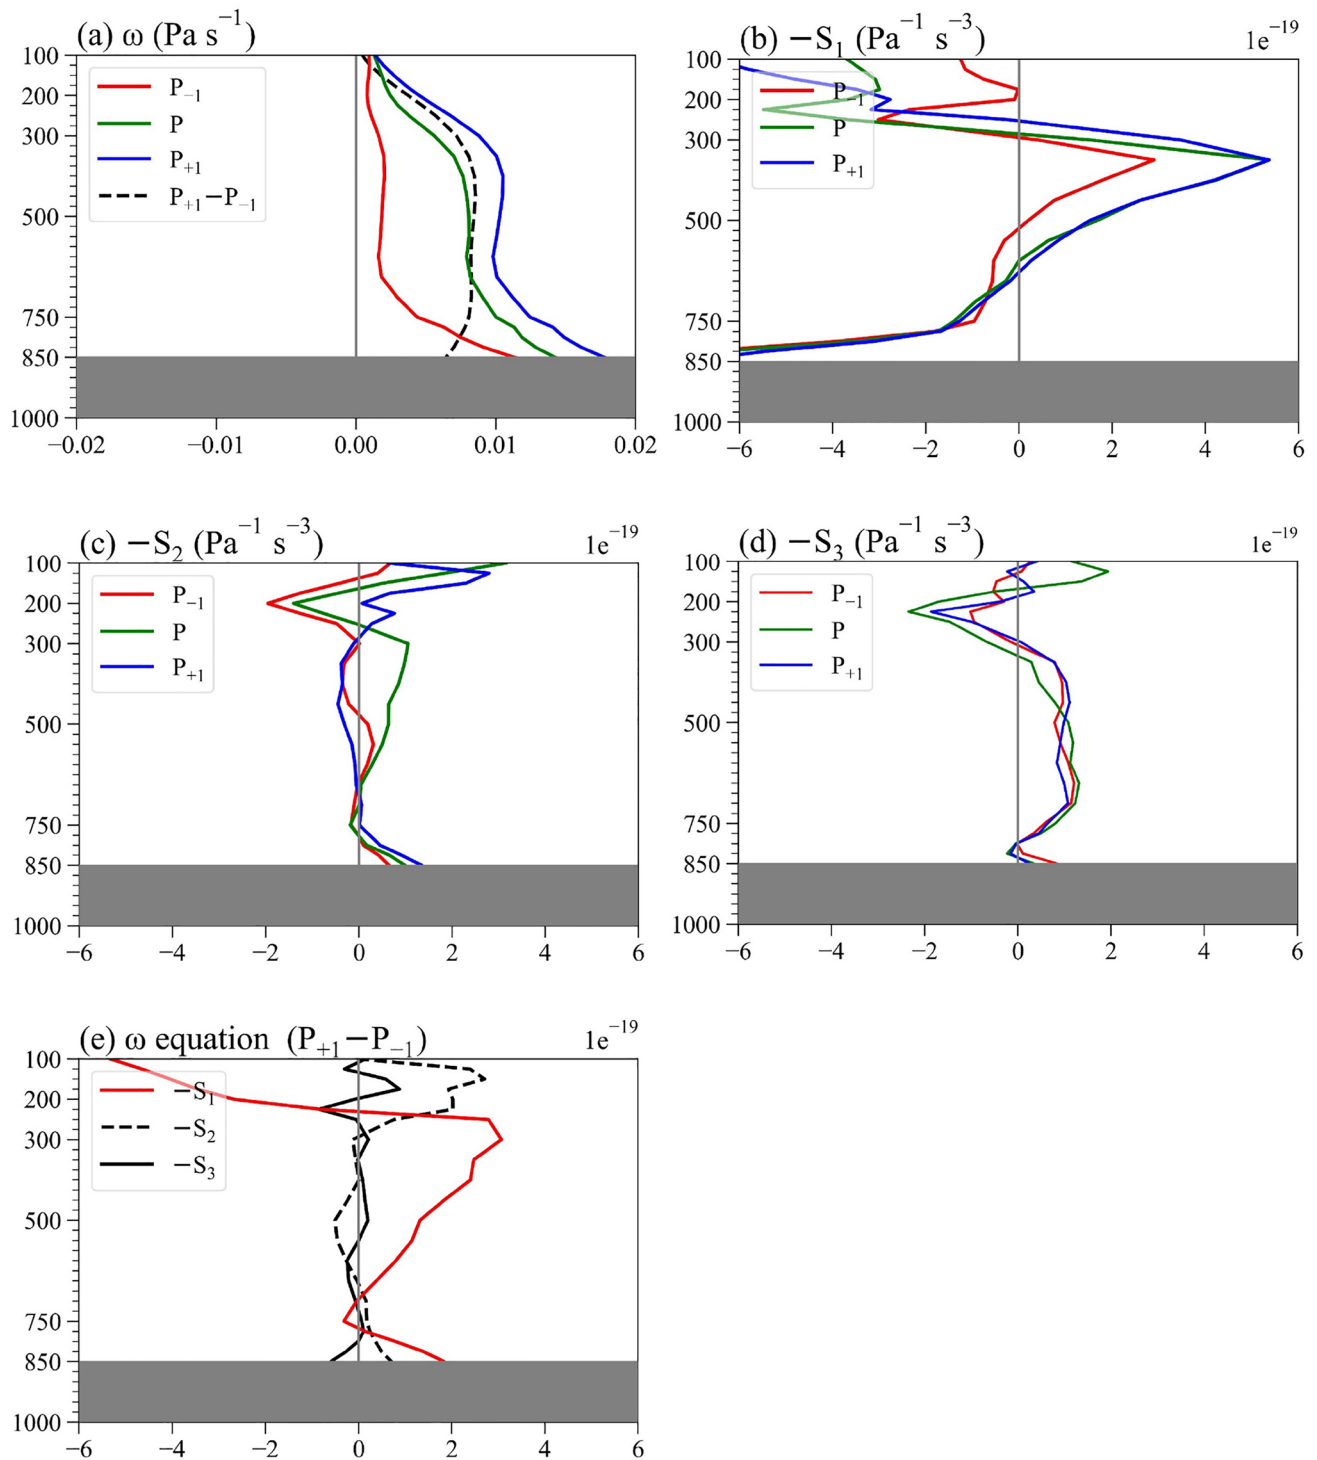 (a) ω (Pa s⁻¹)
100
200
300
500
750
850
1000
P₋₁
P
P₊₁
P₊₁−P₋₁
−0.02 −0.01 0.00 0.01 0.02
(b) −S₁ (Pa⁻¹ s⁻³) 1e⁻¹⁹
100
200
300
500
750
850
1000
P₋₁
P
P₊₁
−6 −4 −2 0 2 4 6
(c) −S₂ (Pa⁻¹ s⁻³) 1e⁻¹⁹
100
200
300
500
750
850
1000
P₋₁
P
P₊₁
−6 −4 −2 0 2 4 6
(d) −S₃ (Pa⁻¹ s⁻³) 1e⁻¹⁹
100
200
300
500
750
850
1000
P₋₁
P
P₊₁
−6 −4 −2 0 2 4 6
(e) ω equation (P₊₁−P₋₁) 1e⁻¹⁹
100
200
300
500
750
850
1000
−S₁
−S₂
−S₃
−6 −4 −2 0 2 4 6